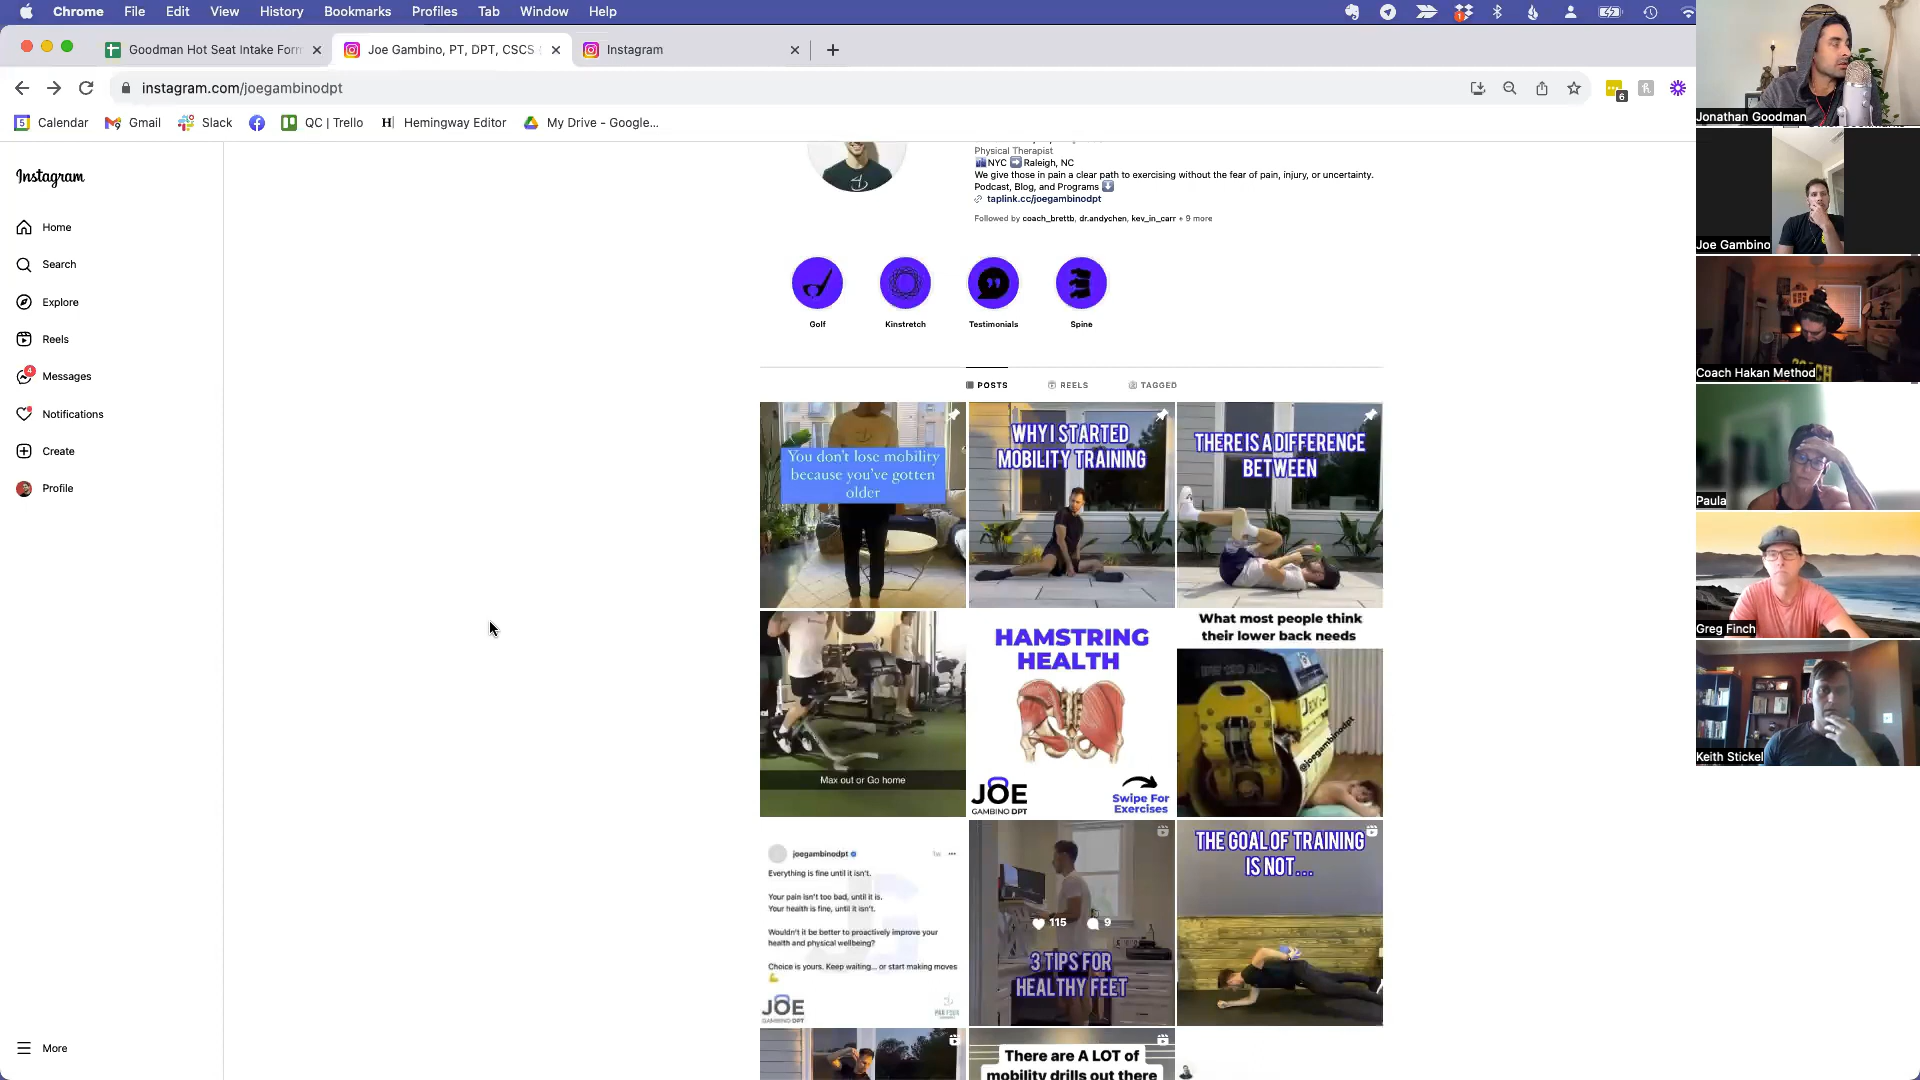 Chrome File Edit View History Bookmarks Profiles Tab Window Help
Goodman Hot Seat Intake Form
Joe Gambino, PT, DPT, CSCS
Instagram
instagram.com/joegambinodpt
6
Calendar
Gmail
Slack
QC | Trello
Hemingway Editor
My Drive - Google...
Instagram
Home
Search
Explore
Reels
4
Messages
Notifications
Create
Profile
More
Physical Therapist
NYC ➡ Raleigh, NC
We give those in pain a clear path to exercising without the fear of pain, injury, or uncertainty.
Podcast, Blog, and Programs ⬇
taplink.cc/joegambinodpt
Followed by coach_brettb, dr.andychen, kev_in_carr + 9 more
Golf
Kinstretch
Testimonials
Spine
POSTS
REELS
TAGGED
You don't lose mobility
because you've gotten
older
WHY I STARTED
MOBILITY TRAINING
THERE IS A DIFFERENCE
BETWEEN
Max out or Go home
HAMSTRING
HEALTH
JOE
GAMBINO DPT
Swipe For
Exercises
What most people think
their lower back needs
@joegambinodpt
joegambinodpt
1w
Everything is fine until it isn't.
Your pain isn't too bad, until it is.
Your health is fine, until it isn't.
Wouldn't it be better to proactively improve your
health and physical wellbeing?
Choice is yours. Keep waiting... or start making moves
JOE
GAMBINO DPT
115
9
3 TIPS FOR
HEALTHY FEET
THE GOAL OF TRAINING
IS NOT...
There are A LOT of
mobility drills out there
Jonathan Goodman
Joe Gambino
Coach Hakan Method
Paula
Greg Finch
Keith Stickel